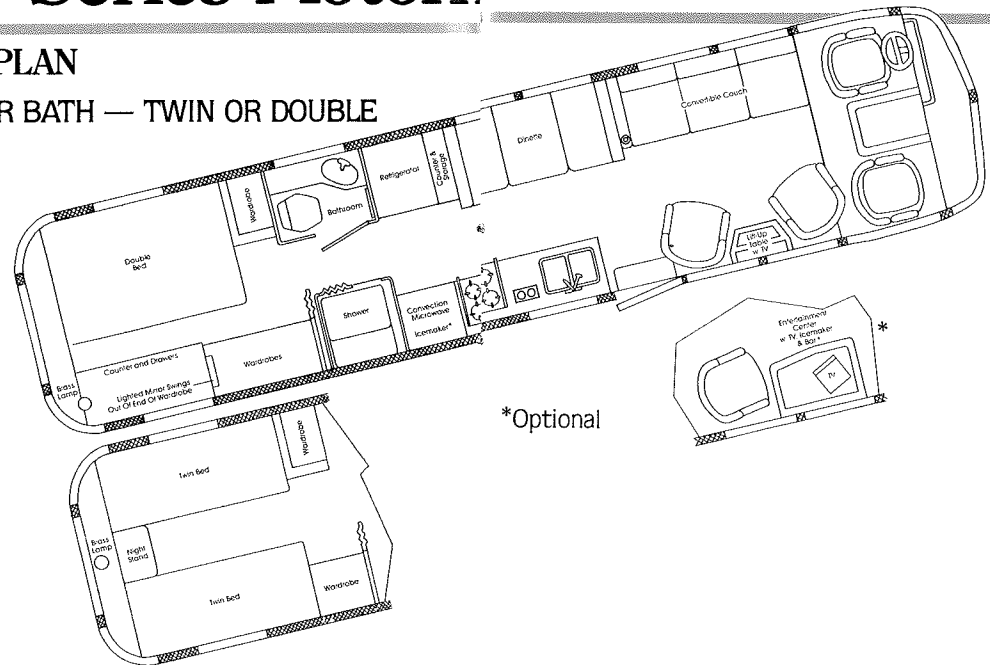 PLAN
BATH — TWIN OR DOUBLE
Convertible Couch
Dinette
Refrigerator
Counter &
Storage
Wardrobe
Bathroom
Double
Bed
Lift-Up
Table
w TV
Shower
Convection
Microwave
Icemaker*
Counter and Drawers
Wardrobes
Brass
Lamp
Lighted Mirror Swings
Out Of End Of Wardrobe
Entertainment
Center
w TV, Icemaker
& Bar*
TV
*
*Optional
Wardrobe
Twin Bed
Brass
Lamp
Night
Stand
Twin Bed
Wardrobe